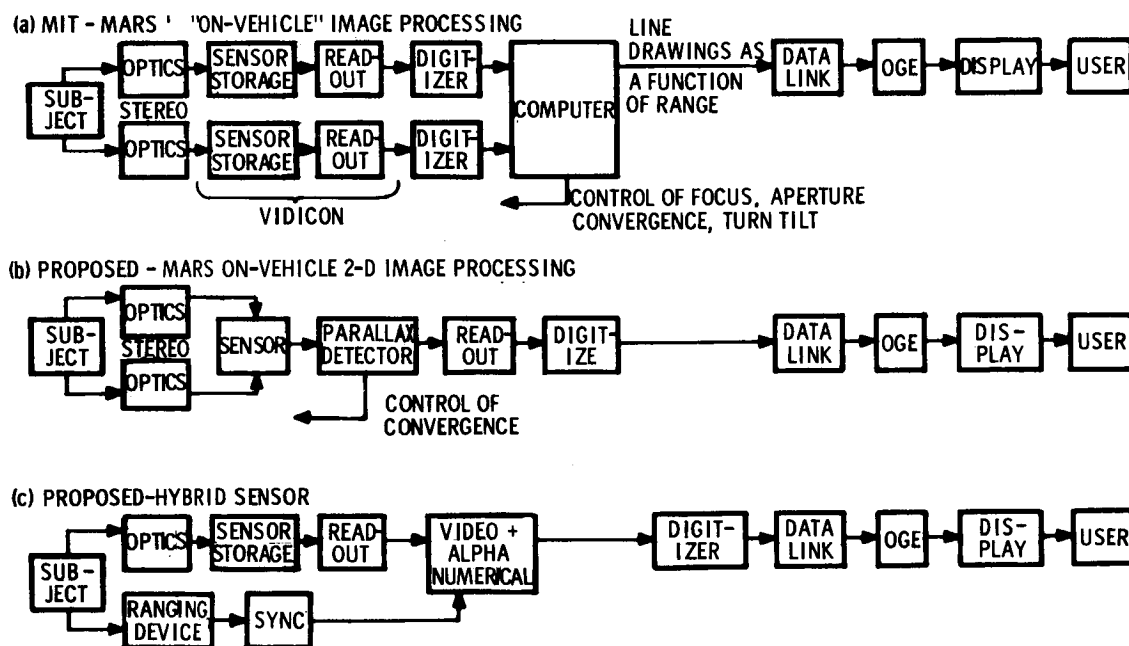 (a) MIT - MARS ' "ON-VEHICLE" IMAGE PROCESSING
SUB-
JECT
OPTICS
STEREO
OPTICS
SENSOR
STORAGE
READ-
OUT
DIGIT-
IZER
SENSOR
STORAGE
READ-
OUT
DIGIT-
IZER
VIDICON
COMPUTER
LINE
DRAWINGS AS
A FUNCTION
OF RANGE
CONTROL OF FOCUS, APERTURE
CONVERGENCE, TURN TILT
DATA
LINK
OGE
DISPLAY
USER
(b) PROPOSED - MARS ON-VEHICLE 2-D IMAGE PROCESSING
SUB-
JECT
OPTICS
STEREO
OPTICS
SENSOR
PARALLAX
DETECTOR
CONTROL OF
CONVERGENCE
READ-
OUT
DIGIT-
IZE
DATA
LINK
OGE
DIS-
PLAY
USER
(c) PROPOSED-HYBRID SENSOR
SUB-
JECT
OPTICS
SENSOR
STORAGE
READ-
OUT
RANGING
DEVICE
SYNC
VIDEO +
ALPHA
NUMERICAL
DIGIT-
IZER
DATA
LINK
OGE
DIS-
PLAY
USER